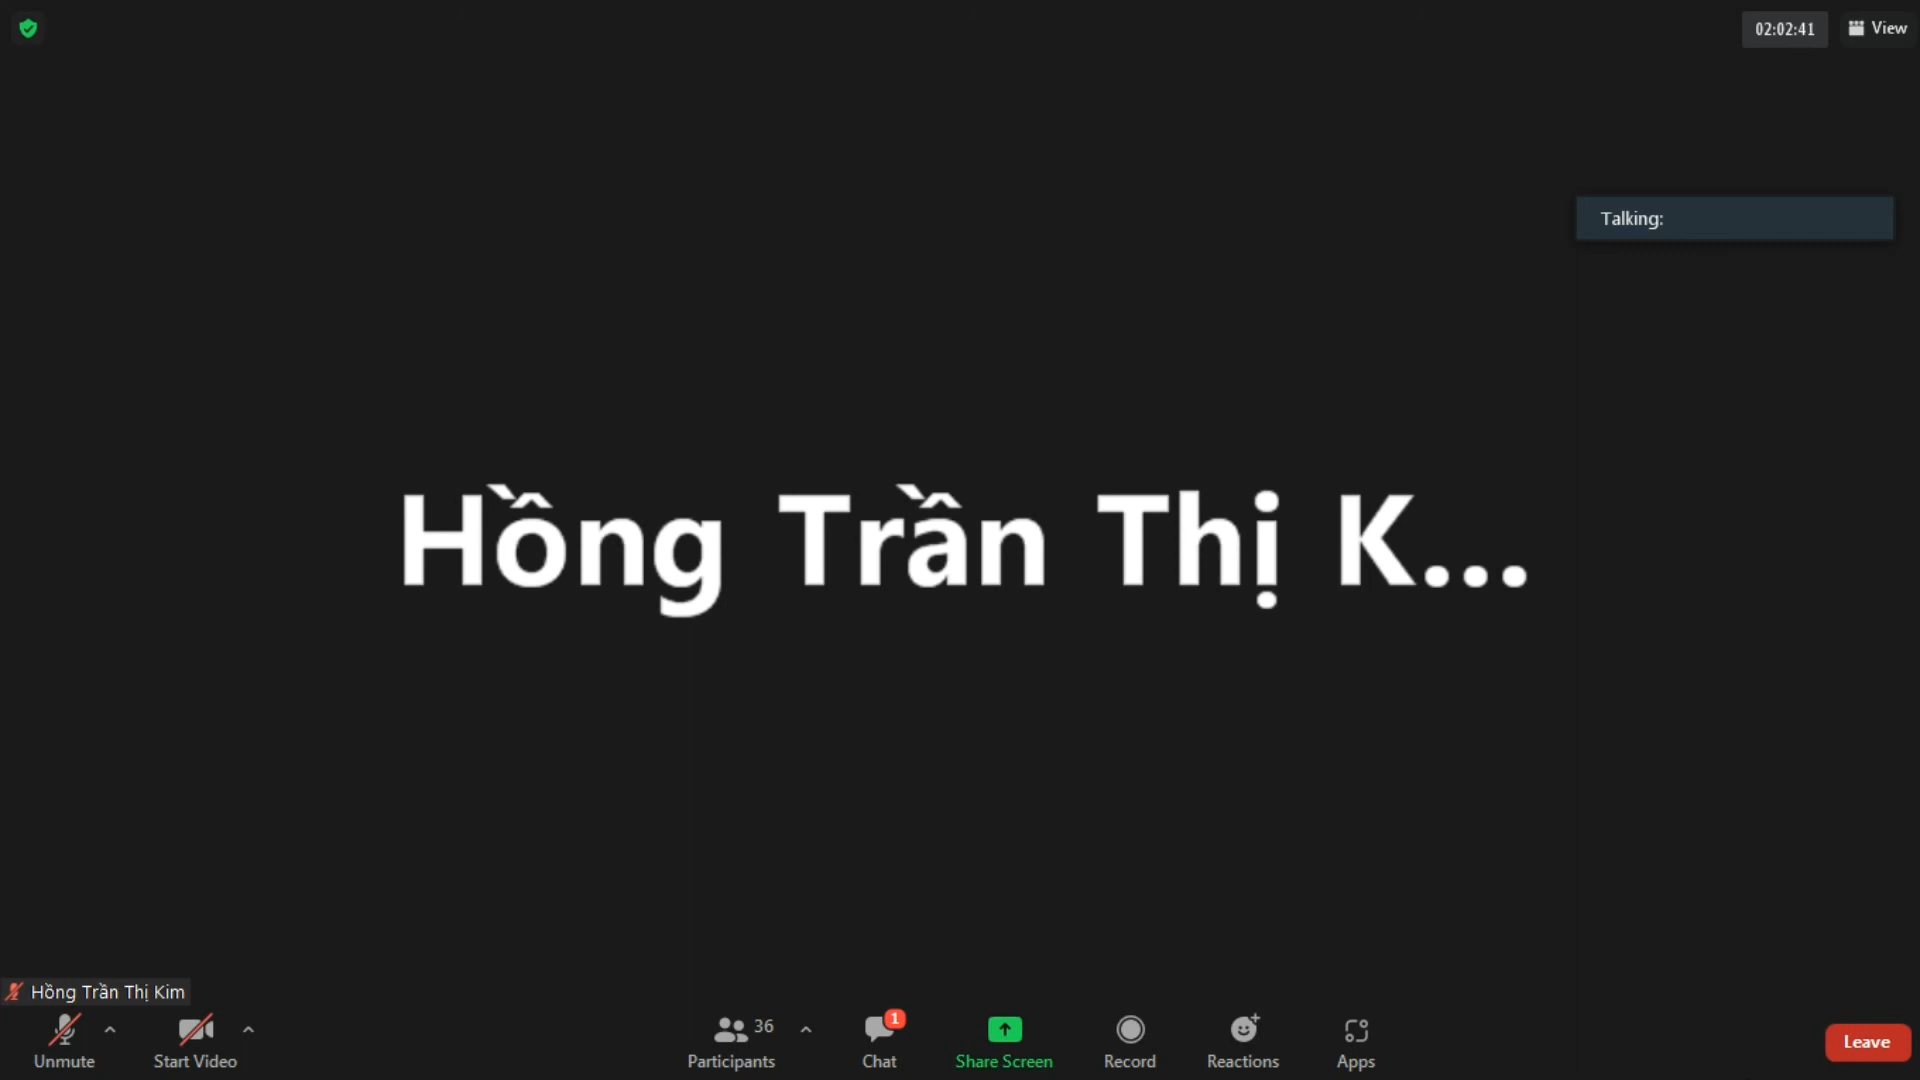 02:02:41
View
Talking:
Hồng Trần Thị K...
Hồng Trần Thị Kim
Unmute
Start Video
36
Participants
1
Chat
Share Screen
Record
Reactions
Apps
Leave